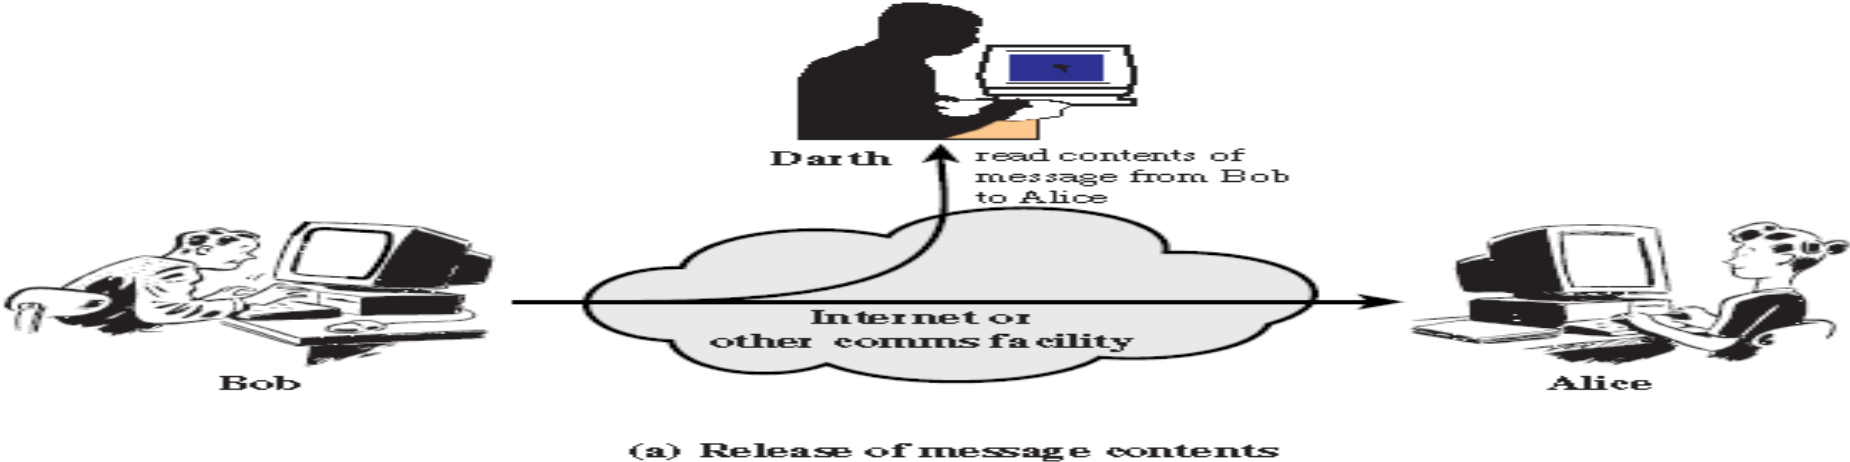 Darth
read contents of
message from Bob
to Alice
Internet or
other comms facility
Bob
Alice
(a) Release of message contents